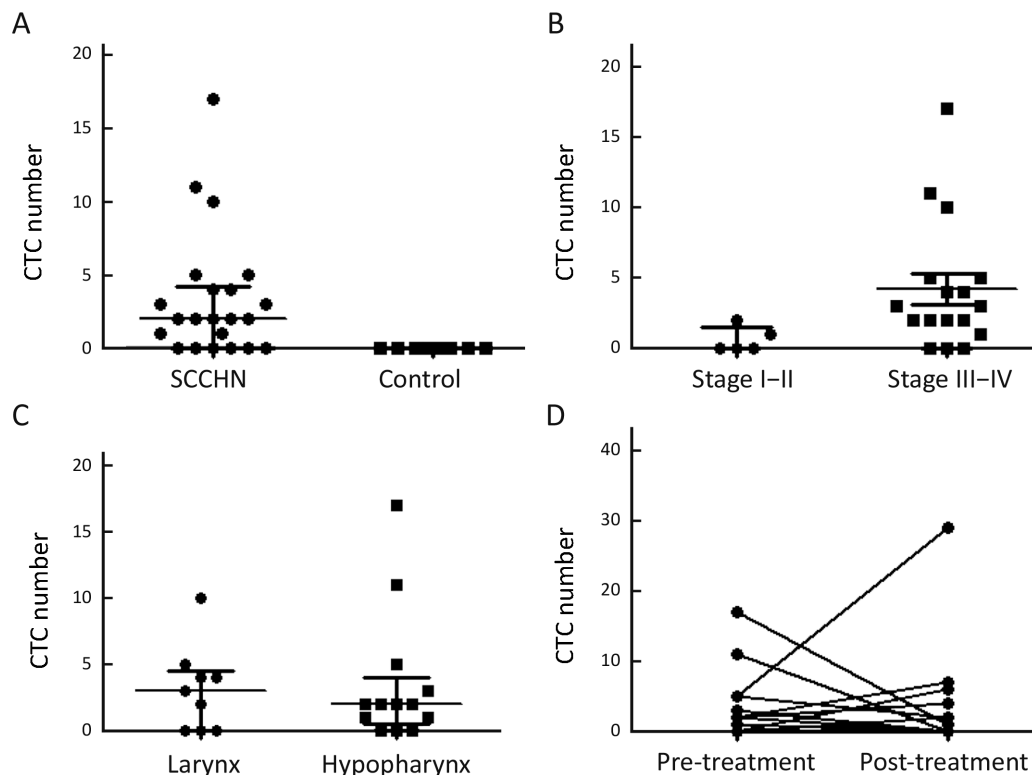 A
20
15
10
5
0
CTC number
SCCHN
Control
B
20
15
10
5
0
CTC number
Stage I–II
Stage III–IV
C
20
15
10
5
0
CTC number
Larynx
Hypopharynx
D
40
30
20
10
0
CTC number
Pre-treatment
Post-treatment